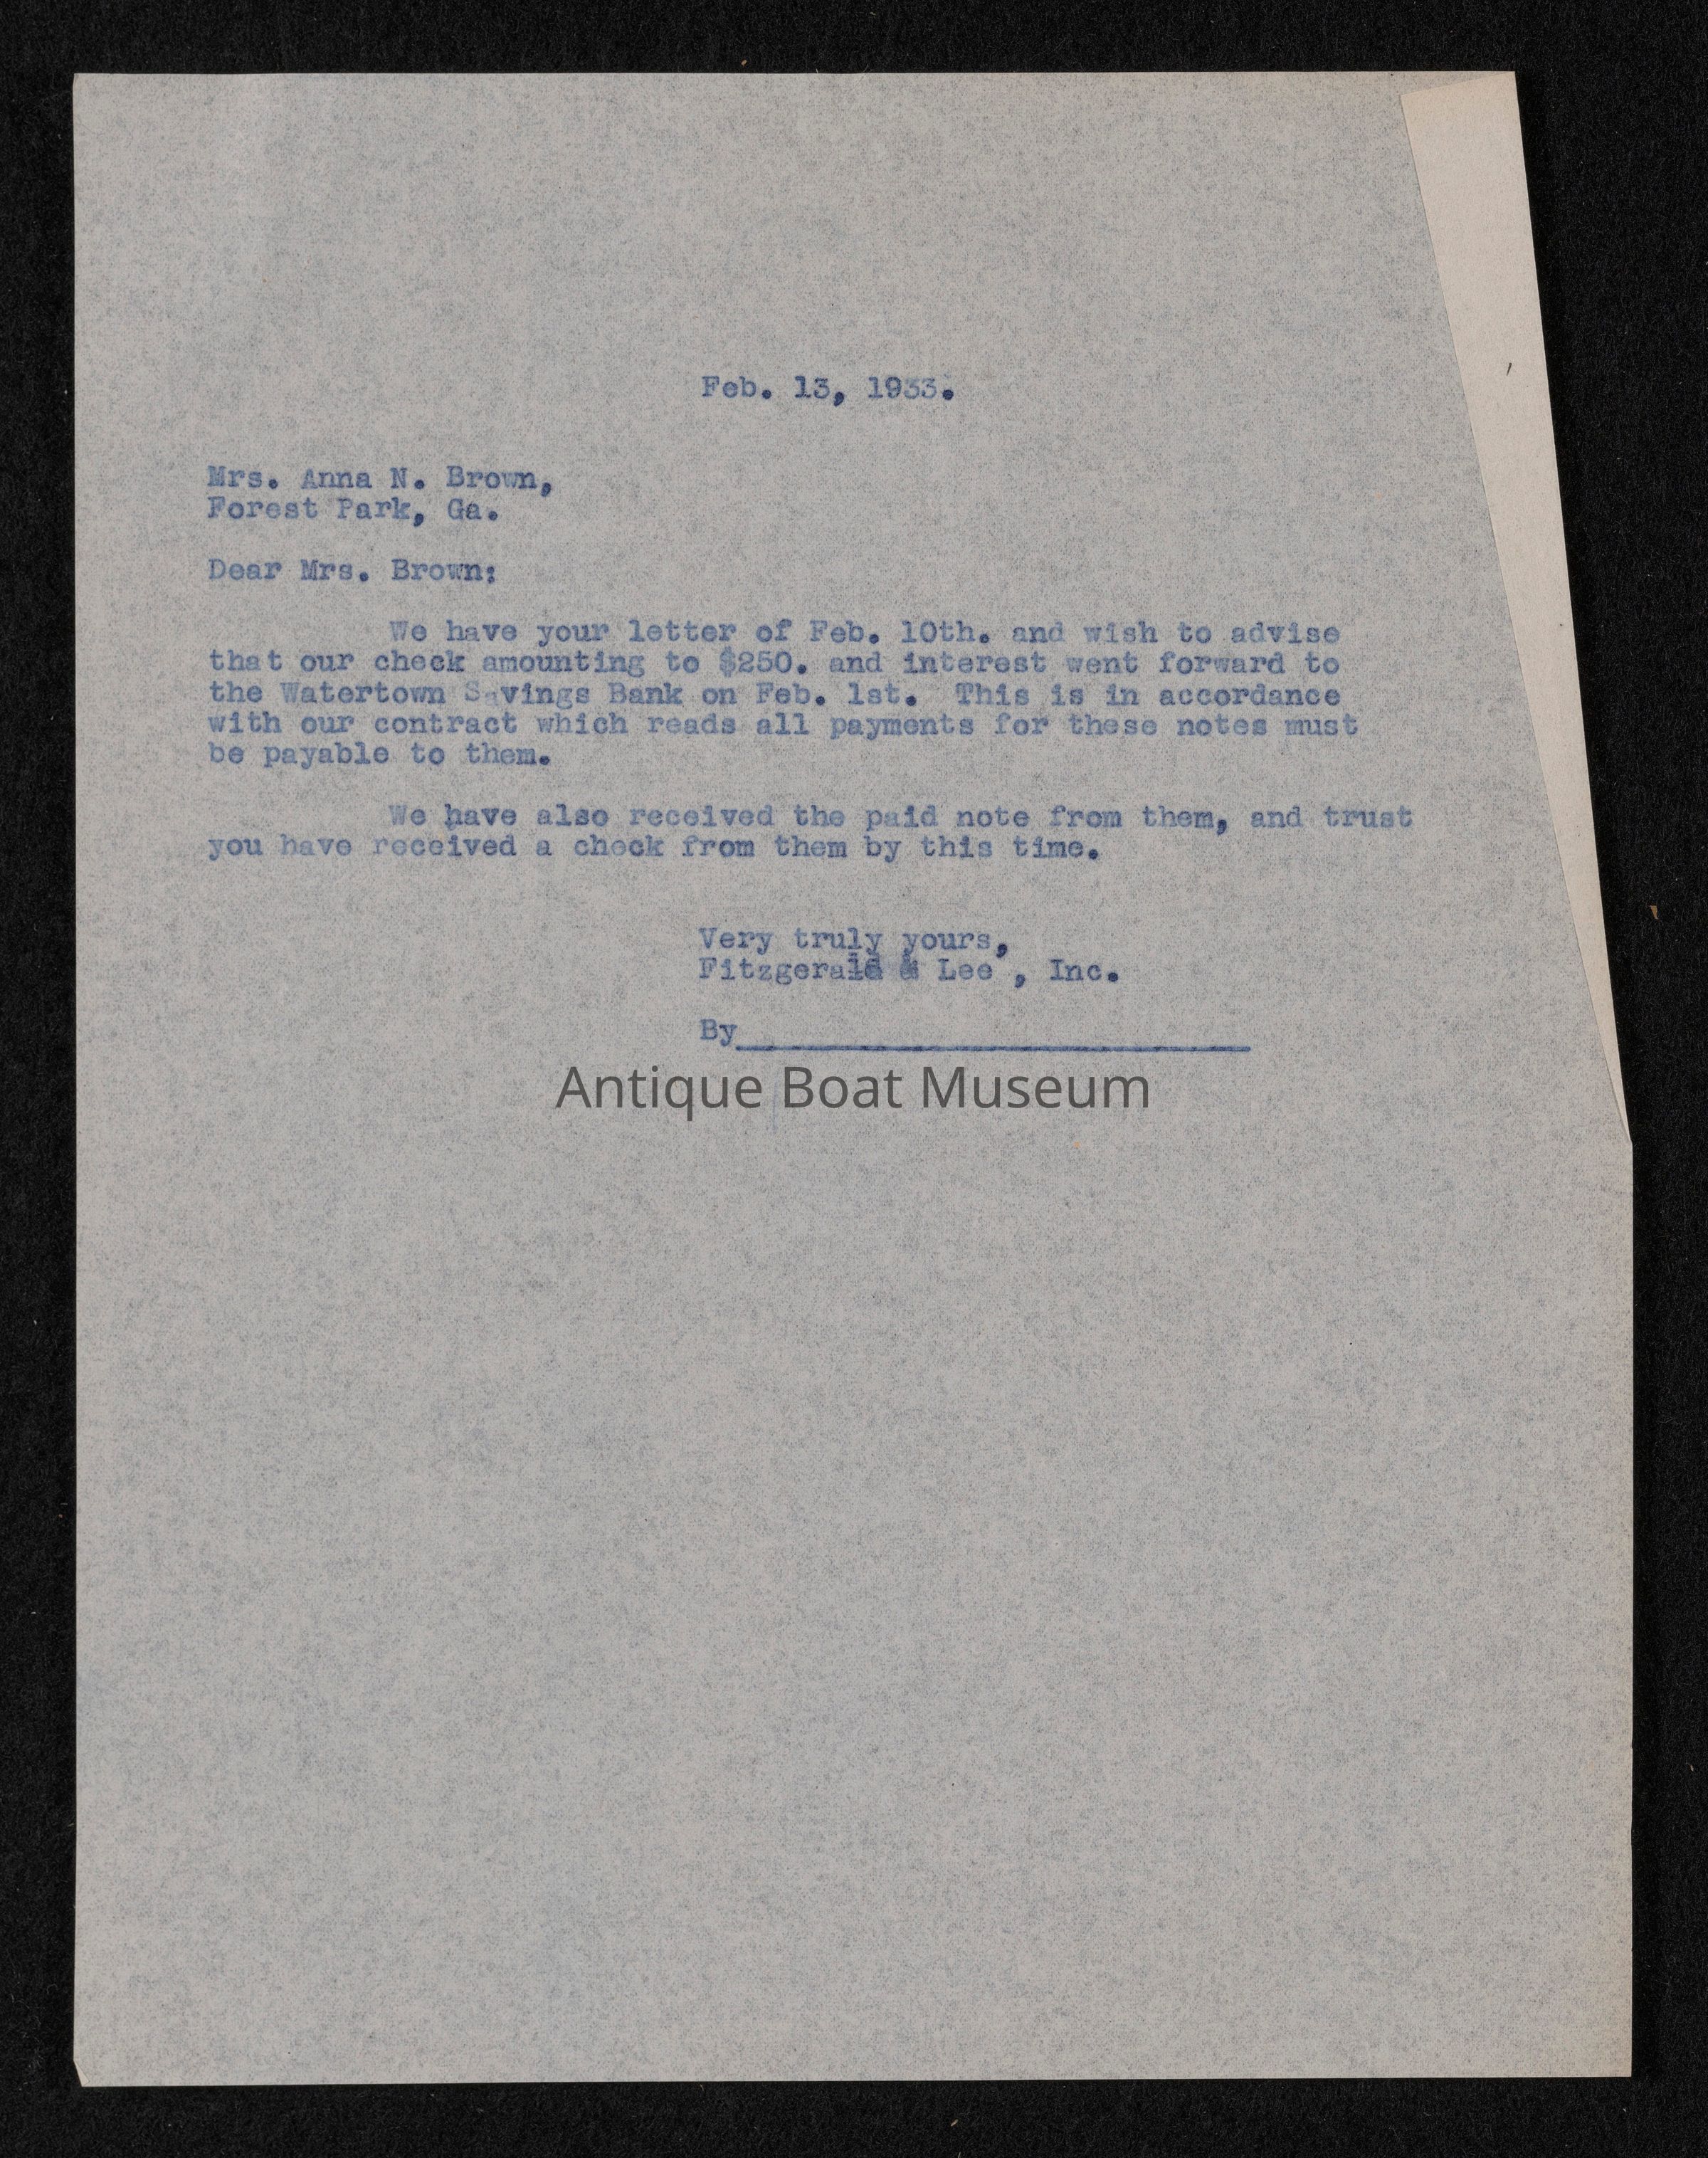 Feb. 13, 1933.
Mrs. Anna N. Brown,
Forest Park, Ga.
Dear Mrs. Brown:
We have your letter of Feb. 10th. and wish to advise
that our check amounting to $250. and interest went forward to
the Watertown Savings Bank on Feb. 1st. This is in accordance
with our contract which reads all payments for these notes must
be payable to them.
We have also received the paid note from them, and trust
you have received a check from them by this time.
Very truly yours,
Fitzgerald & Lee , Inc.
By
Antique Boat Museum